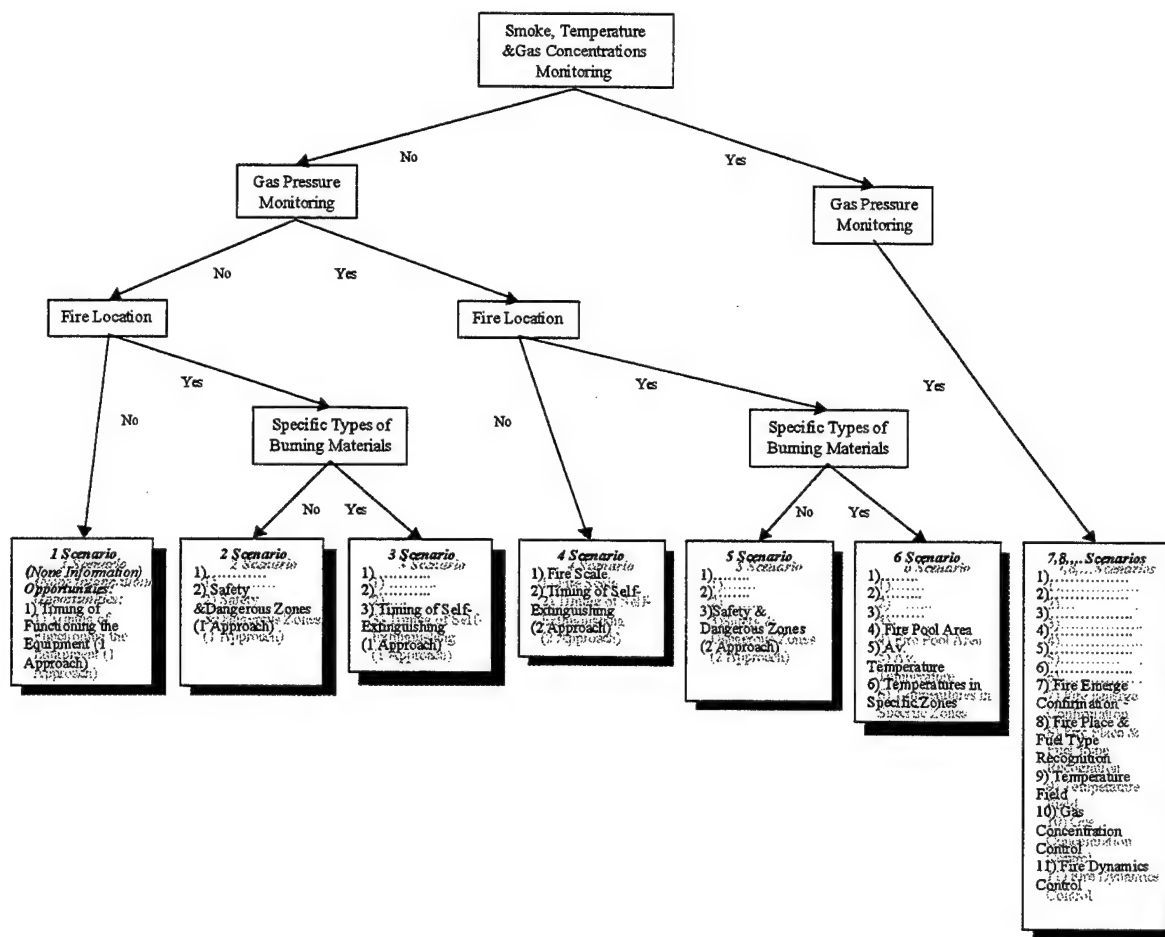 Smoke, Temperature
&Gas Concentrations
Monitoring
No
Yes
Gas Pressure
Monitoring
Gas Pressure
Monitoring
No
Yes
Fire Location
Fire Location
Yes
No
Yes
No
Yes
Specific Types of
Burning Materials
Specific Types of
Burning Materials
No
Yes
No
Yes
1 Scenario
(None Information)
Opportunities:
1) Timing of
Functioning the
Equipment (1
Approach)
2 Scenario
1)................
2) Safety
&Dangerous Zones
(1 Approach)
3 Scenario
1)..............
2)..............
3) Timing of Self-
Extinguishing
(1 Approach)
4 Scenario
1) Fire Scale
2) Timing of Self-
Extinguishing
(2 Approach)
5 Scenario
1).........
2).........
3)Safety &
Dangerous Zones
(2 Approach)
6 Scenario
1).........
2).........
3).........
4) Fire Pool Area
5) Av.
Temperature
6) Temperatures in
Specific Zones
7,8,... Scenarios
1).................
2).................
3).................
4).................
5).................
6).................
7) Fire Emerge
Confirmation
8) Fire Place &
Fuel Type
Recognition
9) Temperature
Field
10) Gas
Concentration
Control
11) Fire Dynamics
Control